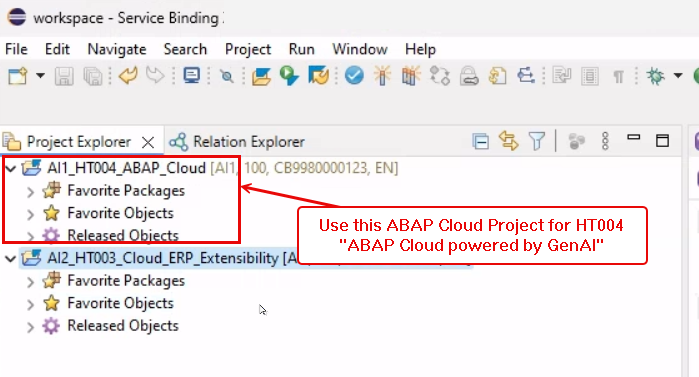 workspace - Service Binding
File Edit Navigate Search Project Run Window Help
Project Explorer Relation Explorer
AI1_HT004_ABAP_Cloud [AI1, 100, CB9980000123, EN]
Favorite Packages
Favorite Objects
Released Objects
Use this ABAP Cloud Project for HT004
"ABAP Cloud powered by GenAI"
AI2_HT003_Cloud_ERP_Extensibility
Favorite Packages
Favorite Objects
Released Objects